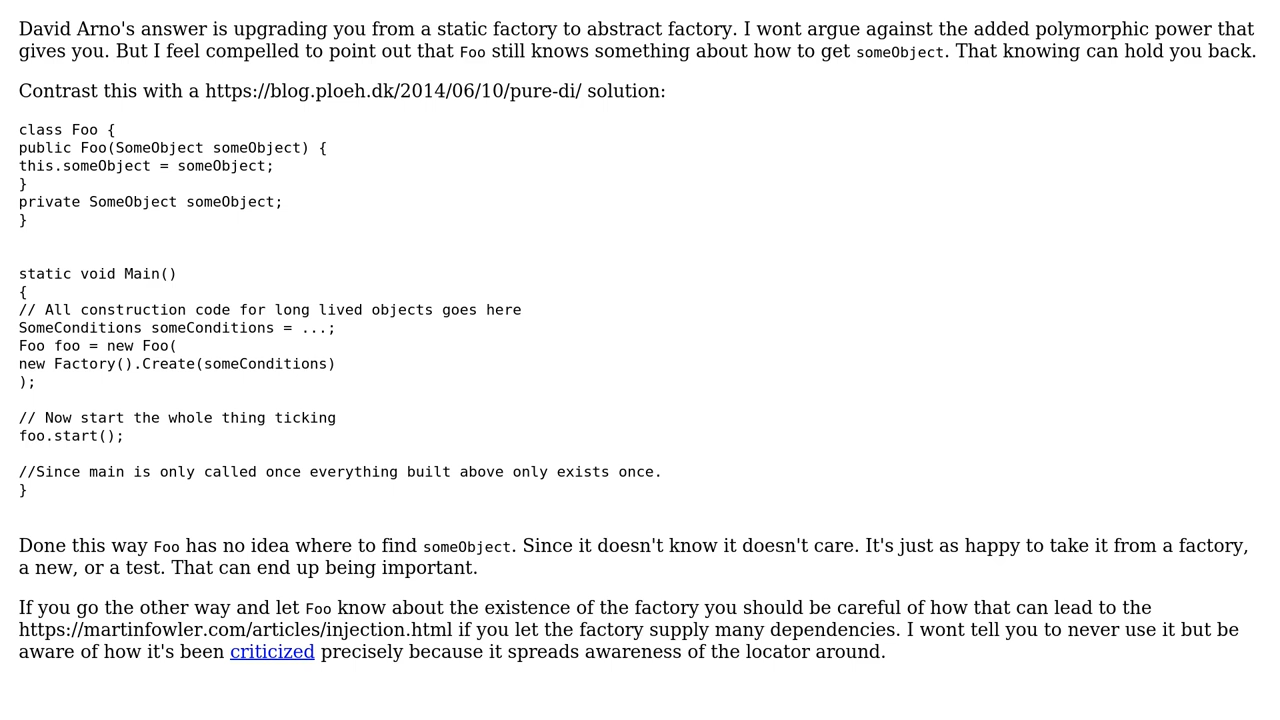 David Arno's answer is upgrading you from a static factory to abstract factory. I wont argue against the added polymorphic power that
gives you. But I feel compelled to point out that Foo still knows something about how to get someObject. That knowing can hold you back.
Contrast this with a https://blog.ploeh.dk/2014/06/10/pure-di/ solution:
class Foo {
public Foo(SomeObject someObject) {
this.someObject = someObject;
}
private SomeObject someObject;
}
static void Main()
{
// All construction code for long lived objects goes here
SomeConditions someConditions = ...;
Foo foo = new Foo(
new Factory().Create(someConditions)
);
// Now start the whole thing ticking
foo.start();
//Since main is only called once everything built above only exists once.
}
Done this way Foo has no idea where to find someObject. Since it doesn't know it doesn't care. It's just as happy to take it from a factory,
a new, or a test. That can end up being important.
If you go the other way and let Foo know about the existence of the factory you should be careful of how that can lead to the
https://martinfowler.com/articles/injection.html if you let the factory supply many dependencies. I wont tell you to never use it but be
aware of how it's been criticized precisely because it spreads awareness of the locator around.